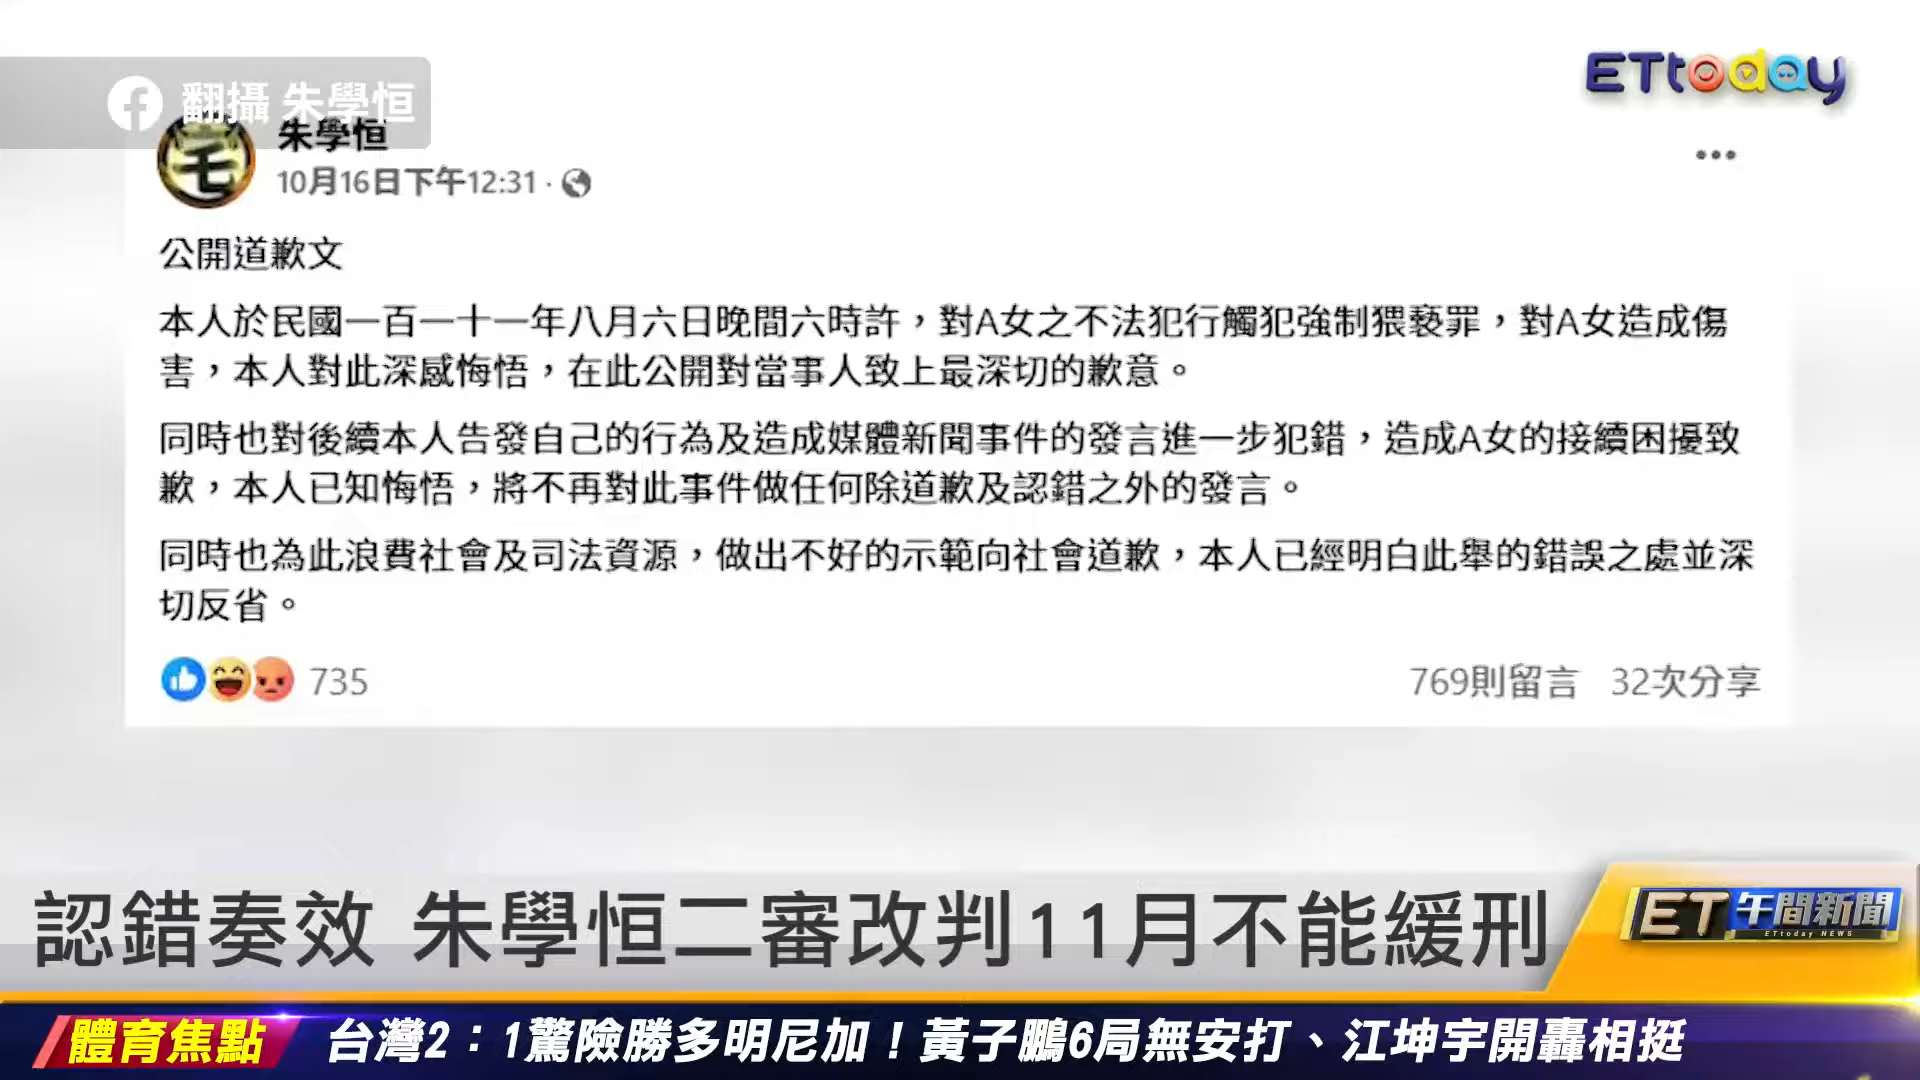 翻攝 朱學恒
ETtoday
宅
朱學恒
10月16日下午12:31 ·
公開道歉文
本人於民國一百一十一年八月六日晚間六時許，對A女之不法犯行觸犯強制猥褻罪，對A女造成傷
害，本人對此深感悔悟，在此公開對當事人致上最深切的歉意。
同時也對後續本人告發自己的行為及造成媒體新聞事件的發言進一步犯錯，造成A女的接續困擾致
歉，本人已知悔悟，將不再對此事件做任何除道歉及認錯之外的發言。
同時也為此浪費社會及司法資源，做出不好的示範向社會道歉，本人已經明白此舉的錯誤之處並深
切反省。
735
769則留言 32次分享
認錯奏效 朱學恒二審改判11月不能緩刑
ET午間新聞
ETtoday NEWS
體育焦點 台灣2：1驚險勝多明尼加！黃子鵬6局無安打、江坤宇開轟相挺